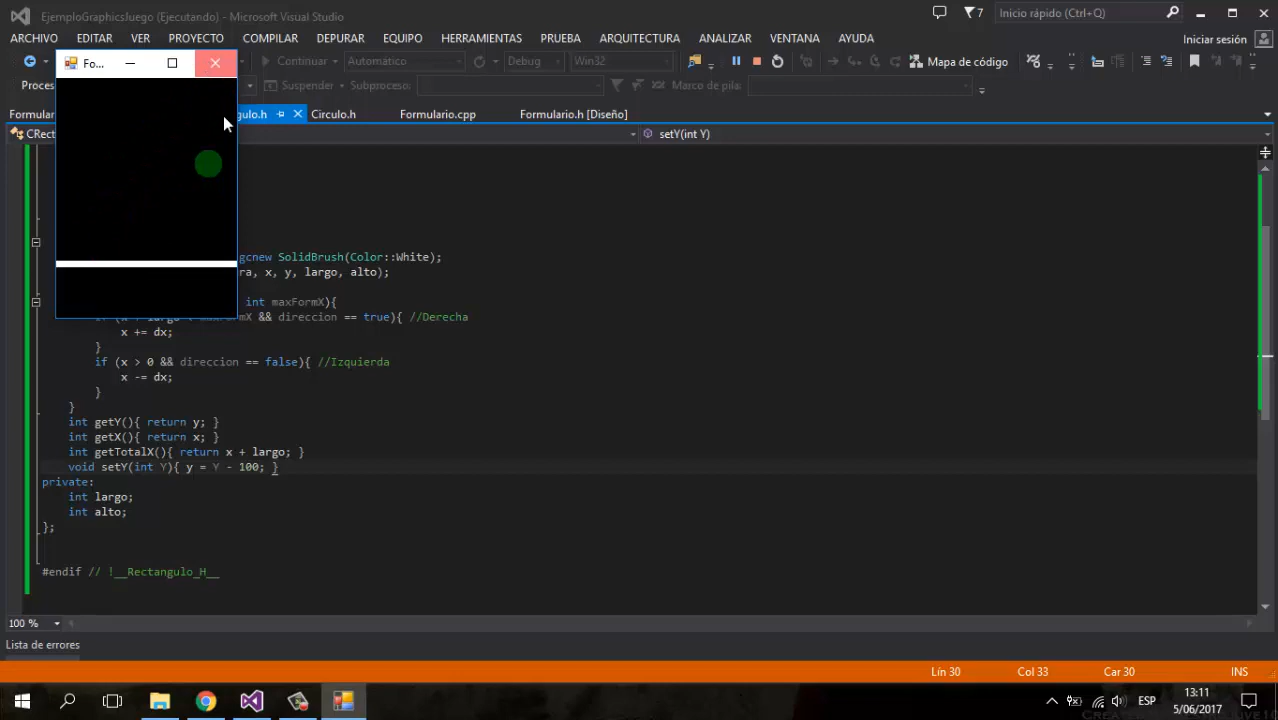 EjemploGraphicsJuego (Ejecutando) - Microsoft Visual Studio
7
Inicio rápido (Ctrl+Q)
ARCHIVO EDITAR VER PROYECTO COMPILAR DEPURAR EQUIPO HERRAMIENTAS PRUEBA ARQUITECTURA ANALIZAR VENTANA AYUDA
Iniciar sesión
Fo...
Continuar Automático Debug Win32 Mapa de código
Proces Suspender Subproceso: Marco de pila:
Formular gulo.h Circulo.h Formulario.cpp Formulario.h [Diseño]
CRect setY(int Y)
gcnew SolidBrush(Color::White);
ra, x, y, largo, alto);
int maxFormX){
direccion == true){ //Derecha
x += dx;
}
if (x > 0 && direccion == false){ //Izquierda
x -= dx;
}
}
int getY(){ return y; }
int getX(){ return x; }
int getTotalX(){ return x + largo; }
void setY(int Y){ y = Y - 100; }
private:
int largo;
int alto;
};
#endif // !__Rectangulo_H__
100 %
Lista de errores
Lín 30 Col 33 Car 30 INS
ESP
13:11
5/06/2017